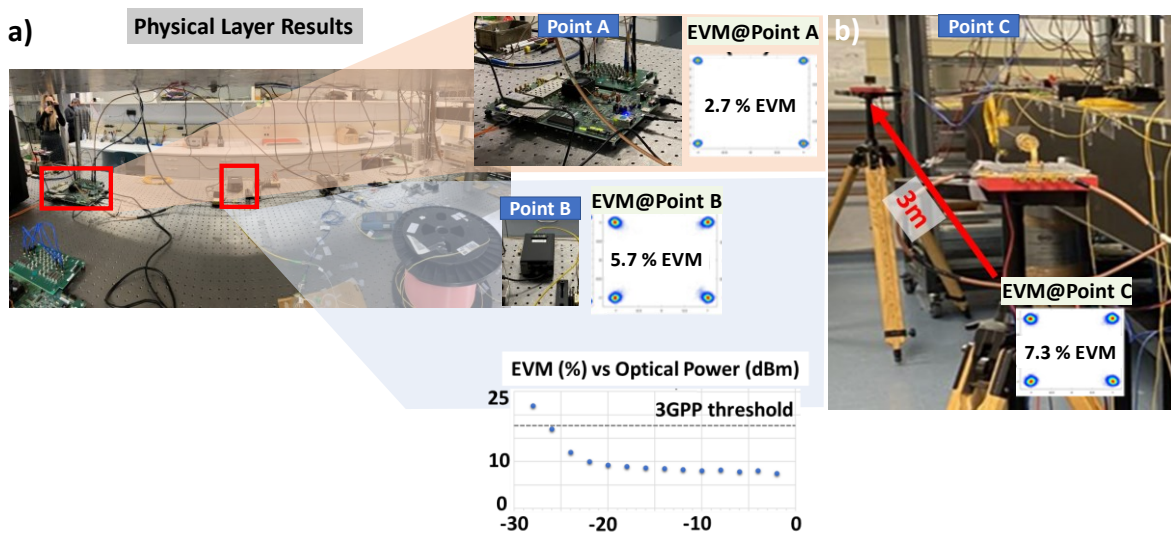 a)
Physical Layer Results
Point A
EVM@Point A
2.7 % EVM
Point B
EVM@Point B
5.7 % EVM
EVM (%) vs Optical Power (dBm)
3GPP threshold
25
10
0
-30
-20
-10
0
b)
Point C
3m
EVM@Point C
7.3 % EVM